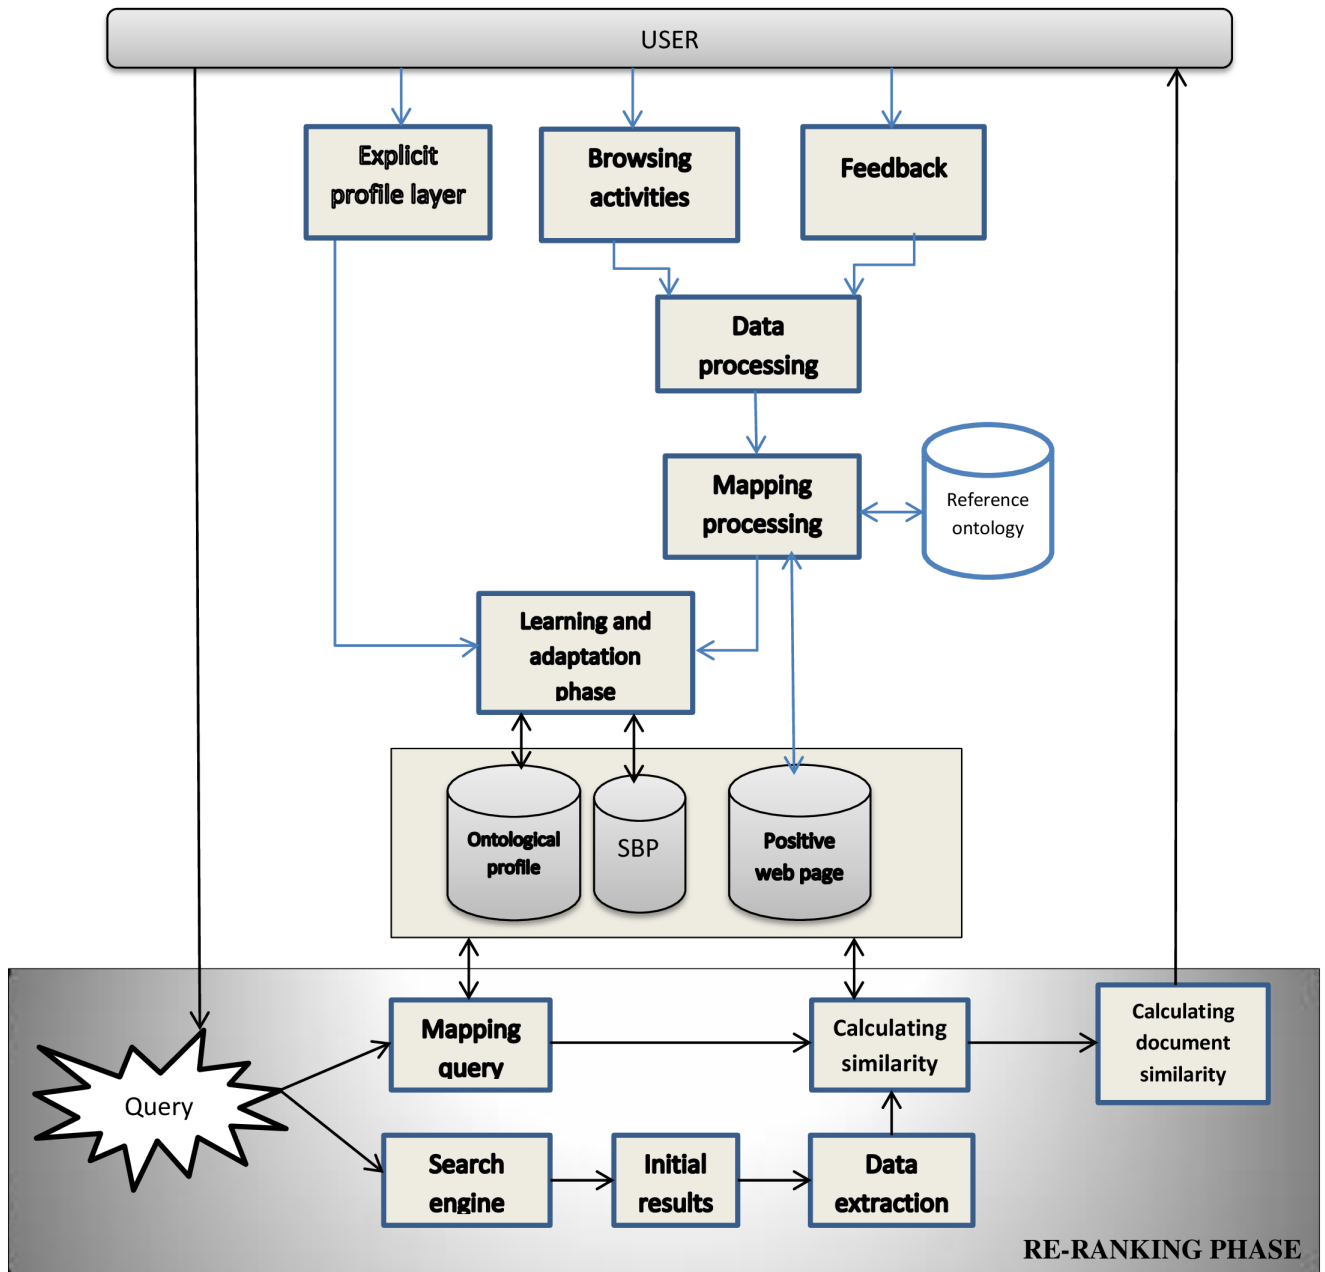 USER
Explicit
profile layer
Browsing
activities
Feedback
Data
processing
Mapping
processing
Reference
ontology
Learning and
adaptation
phase
Ontological
profile
SBP
Positive
web page
Mapping
query
Calculating
similarity
Calculating
document
similarity
Query
Search
engine
Initial
results
Data
extraction
RE-RANKING PHASE